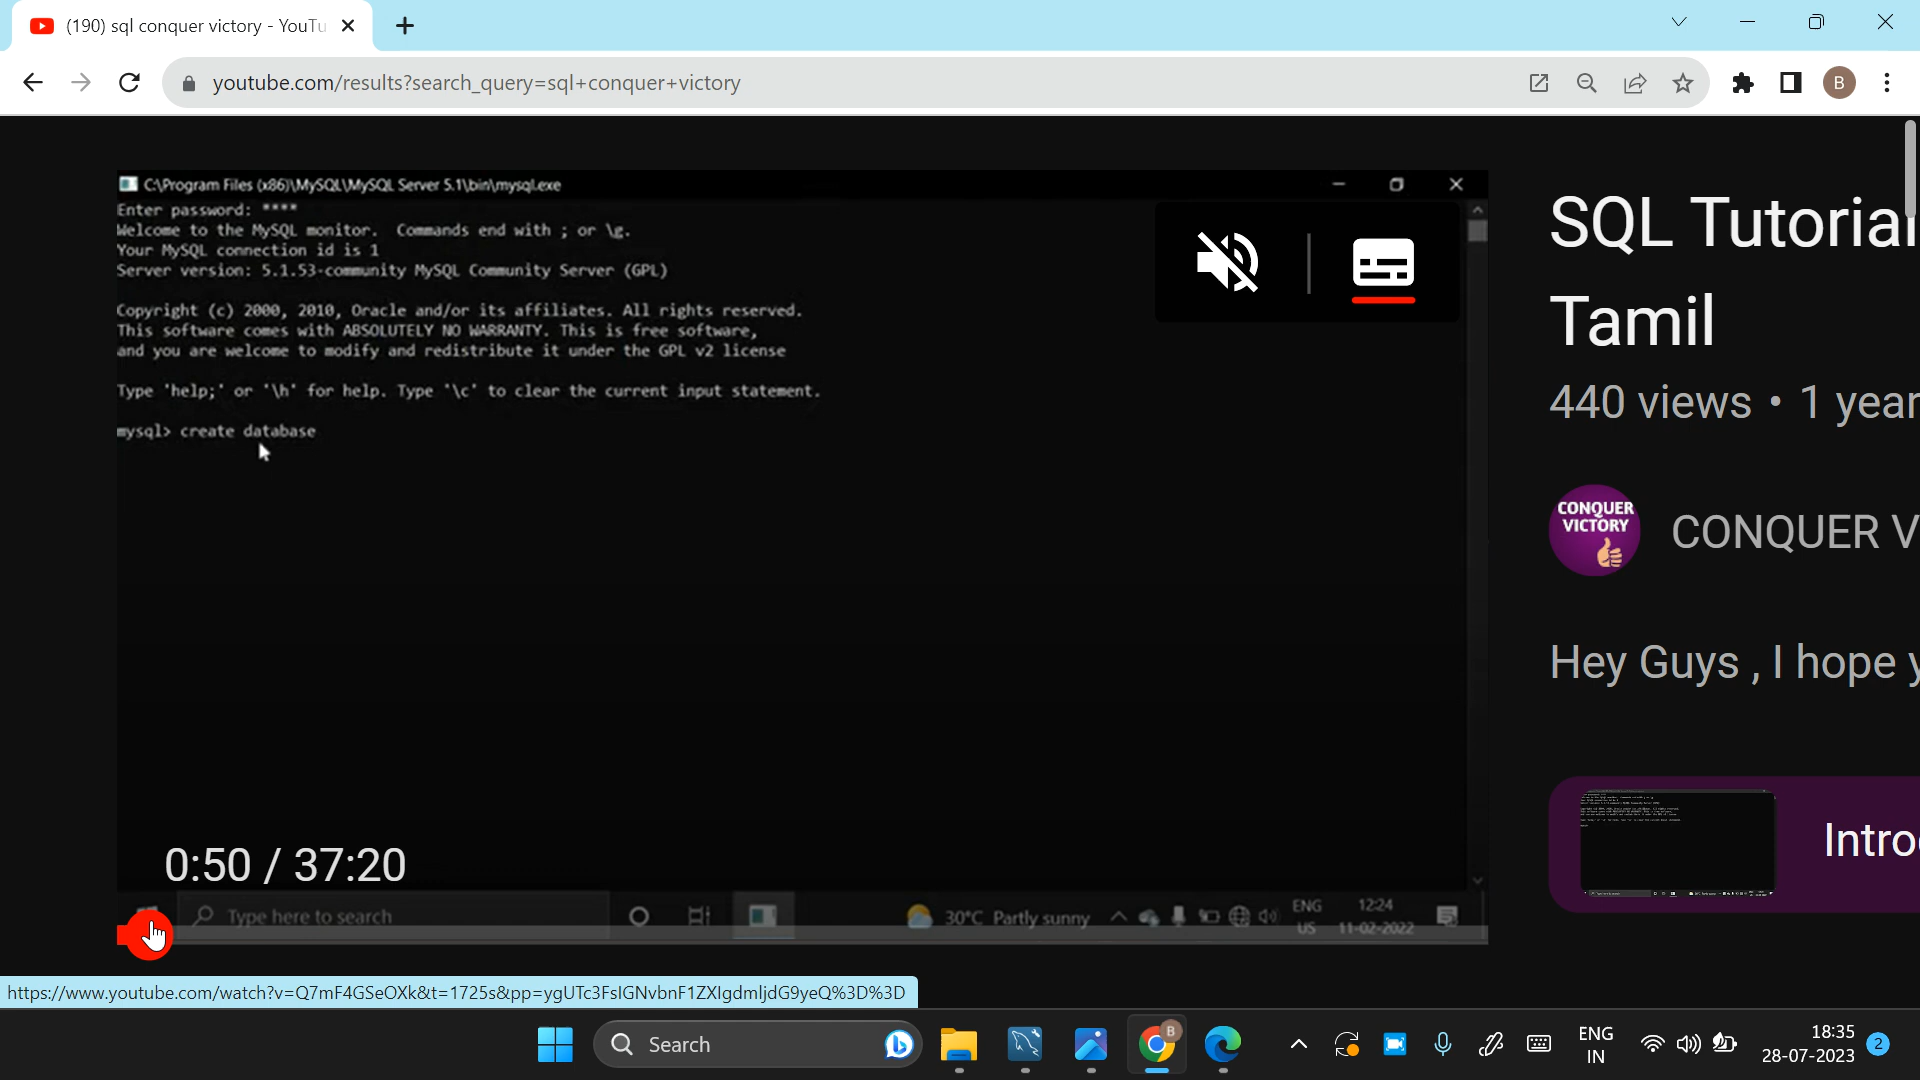 (190) sql conquer victory - YouTu
youtube.com/results?search_query=sql+conquer+victory
B
C:\Program Files (x86)\MySQL\MySQL Server 5.1\bin\mysql.exe
Enter password: ****
Welcome to the MySQL monitor.  Commands end with ; or \g.
Your MySQL connection id is 1
Server version: 5.1.53-community MySQL Community Server (GPL)
Copyright (c) 2000, 2010, Oracle and/or its affiliates. All rights reserved.
This software comes with ABSOLUTELY NO WARRANTY. This is free software,
and you are welcome to modify and redistribute it under the GPL v2 license
Type 'help;' or '\h' for help. Type '\c' to clear the current input statement.
mysql> create database
0:50 / 37:20
Type here to search
30°C Partly sunny
ENG
US
12:24
11-02-2022
SQL Tutorial
Tamil
440 views • 1 year
CONQUER
VICTORY
CONQUER V
Hey Guys , I hope y
Intro
https://www.youtube.com/watch?v=Q7mF4GSeOXk&t=1725s&pp=ygUTc3FsIGNvbnF1ZXIgdmljdG9yeQ%3D%3D
Search
B
ENG
IN
18:35
28-07-2023
2